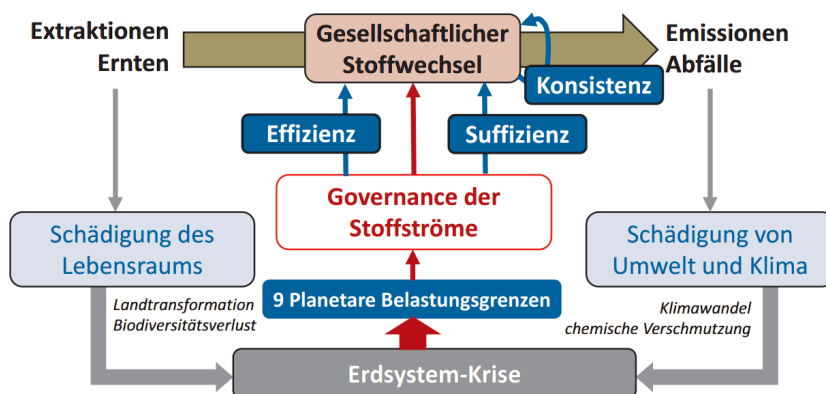 Extraktionen
Ernten
Gesellschaftlicher
Stoffwechsel
Emissionen
Abfälle
Konsistenz
Effizienz
Suffizienz
Governance der
Stoffströme
Schädigung des
Lebensraums
Schädigung von
Umwelt und Klima
9 Planetare Belastungsgrenzen
Landtransformation
Biodiversitätsverlust
Klimawandel
chemische Verschmutzung
Erdsystem-Krise